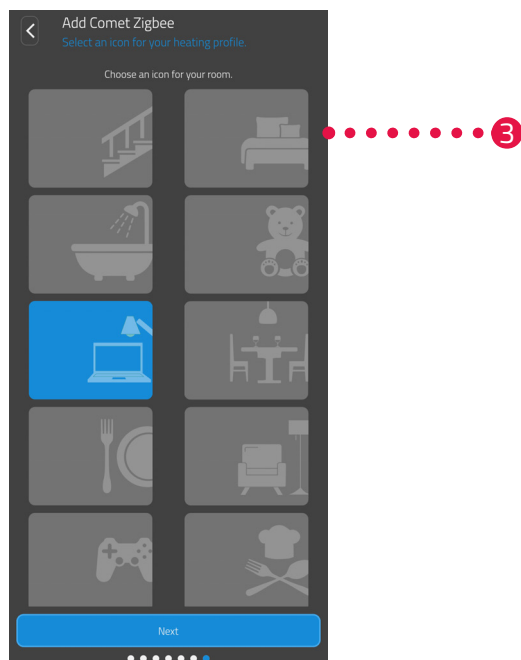 Add Comet Zigbee
Select an icon for your heating profile.
Choose an icon for your room.
3
Next